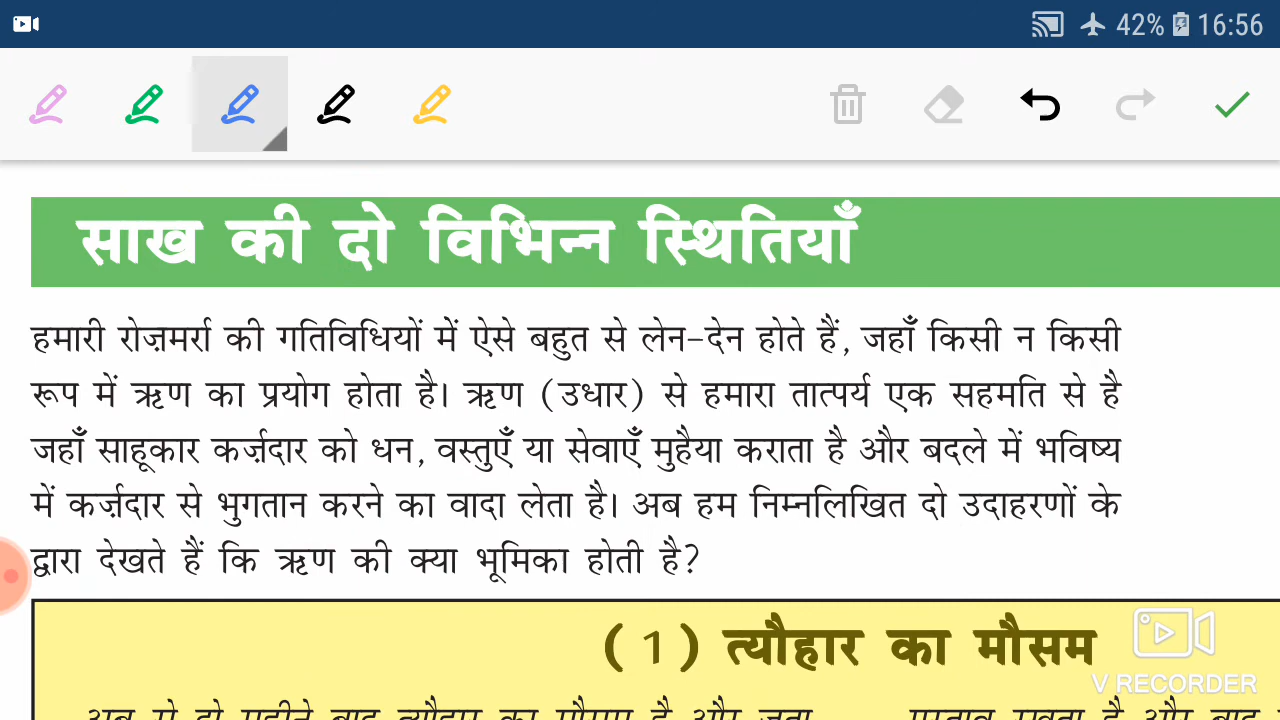 42% 16:56
साख की दो विभिन्न स्थितियाँ
हमारी रोज़मर्रा की गतिविधियों में ऐसे बहुत से लेन-देन होते हैं, जहाँ किसी न किसी
रूप में ऋण का प्रयोग होता है। ऋण (उधार) से हमारा तात्पर्य एक सहमति से है
जहाँ साहूकार कर्ज़दार को धन, वस्तुएँ या सेवाएँ मुहैया कराता है और बदले में भविष्य
में कर्ज़दार से भुगतान करने का वादा लेता है। अब हम निम्नलिखित दो उदाहरणों के
द्वारा देखते हैं कि ऋण की क्या भूमिका होती है?
(1) त्यौहार का मौसम
V RECORDER